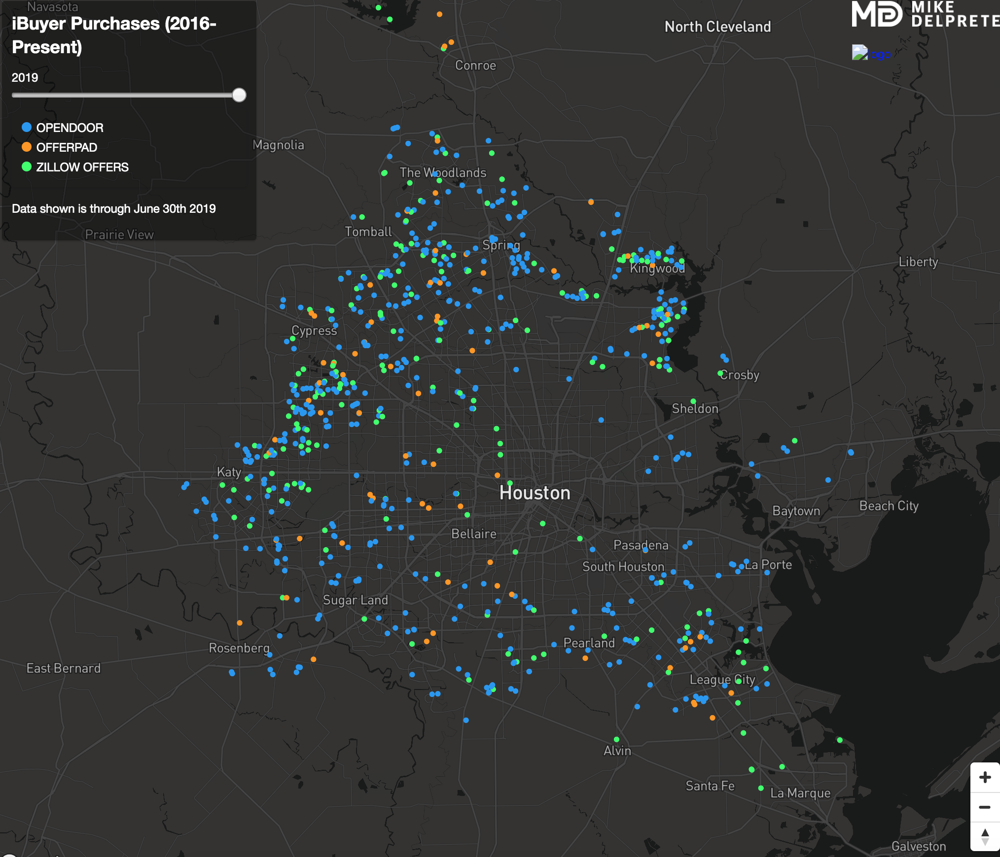 Navasota
iBuyer Purchases (2016-
Present)
2019
OPENDOOR
OFFERPAD
ZILLOW OFFERS
Data shown is through June 30th 2019
MIKE
DELPRETE
logo
North Cleveland
Conroe
Magnolia
The Woodlands
Prairie View
Tomball
Spring
Kingwood
Liberty
Cypress
Crosby
Sheldon
Katy
Houston
Baytown
Beach City
Bellaire
Pasadena
South Houston
La Porte
Sugar Land
Rosenberg
Pearland
East Bernard
League City
Alvin
Santa Fe
La Marque
Galveston